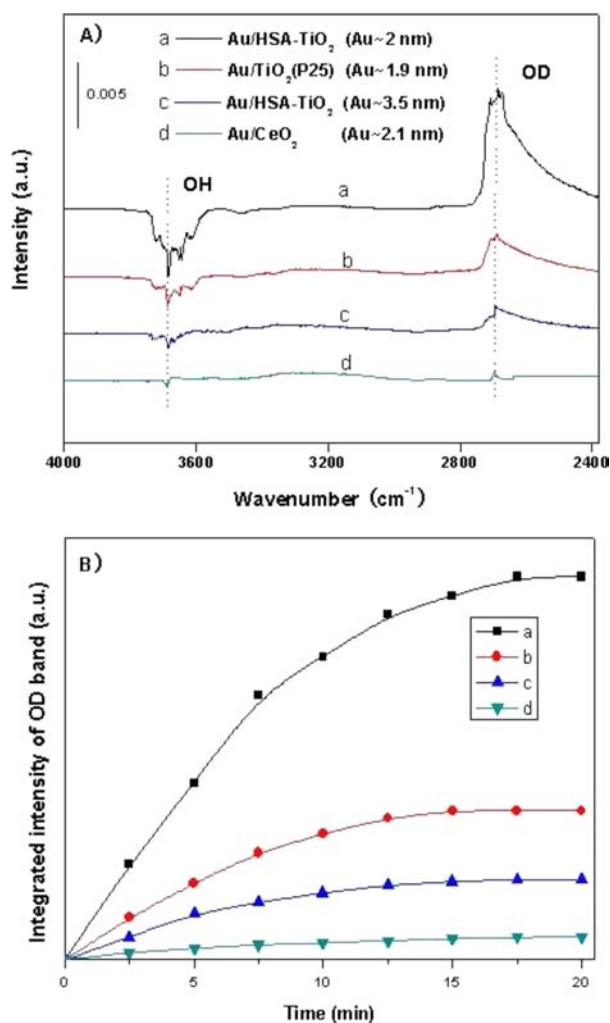 A)
a Au/HSA-TiO₂ (Au~2 nm)
b Au/TiO₂(P25) (Au~1.9 nm)
c Au/HSA-TiO₂ (Au~3.5 nm)
d Au/CeO₂ (Au~2.1 nm)
0.005
OD
OH
a
b
c
d
Intensity (a.u.)
4000 3600 3200 2800 2400
Wavenumber (cm⁻¹)
B)
a
b
c
d
Integrated intensity of OD band (a.u.)
0 5 10 15 20
Time (min)